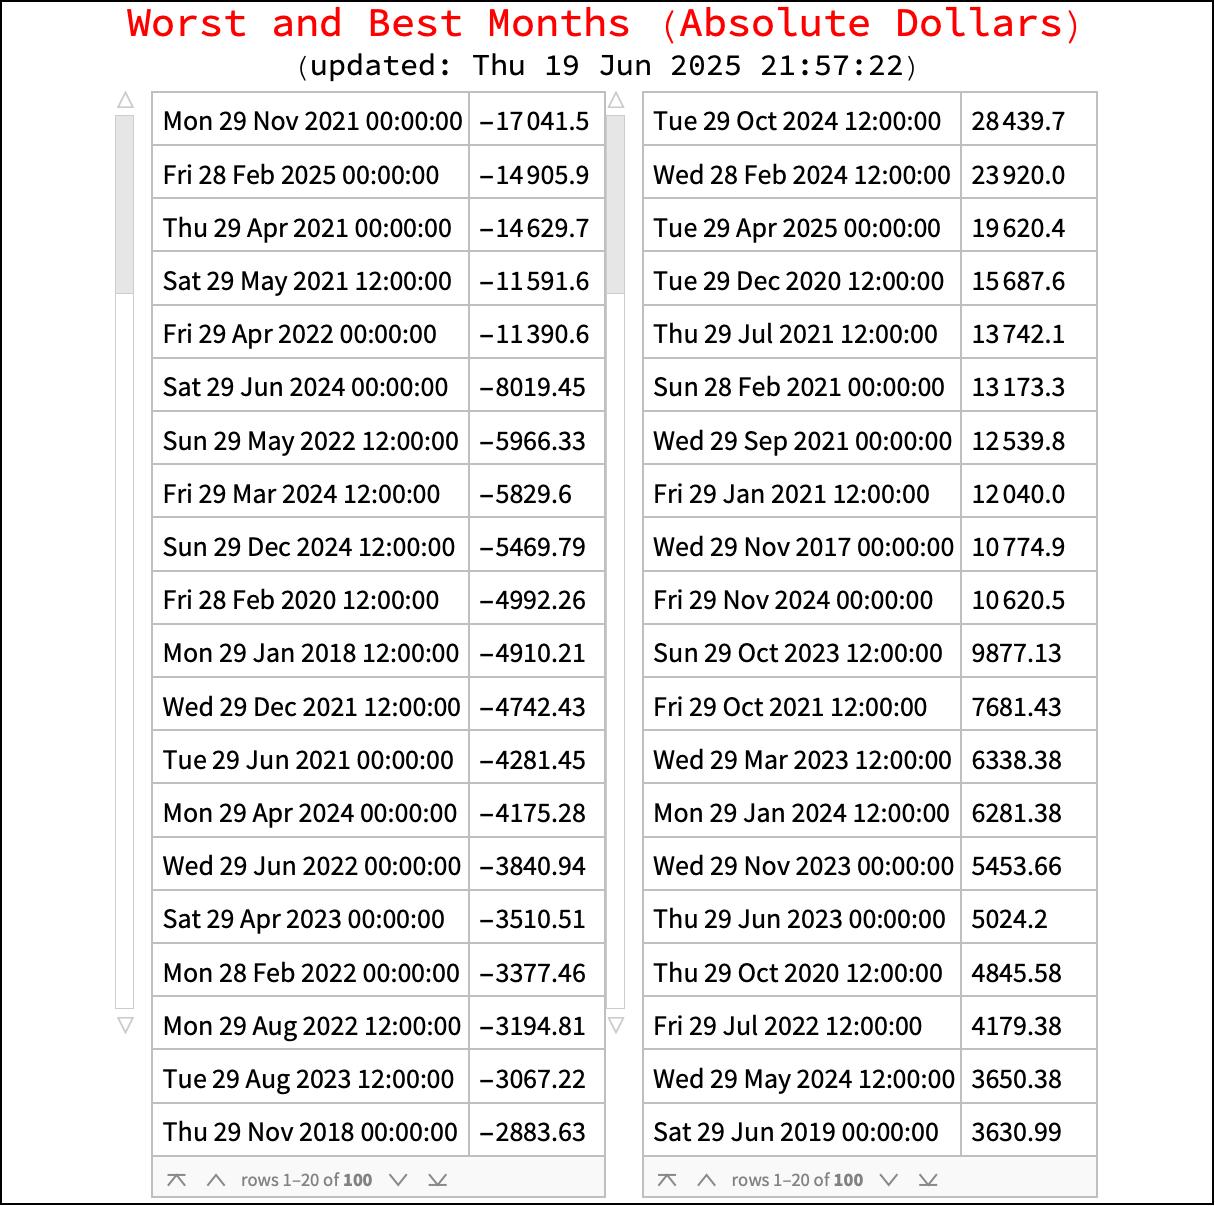 Worst and Best Months (Absolute Dollars)
(updated: Thu 19 Jun 2025 21:57:22)
Mon 29 Nov 2021 00:00:00 −17041.5
Fri 28 Feb 2025 00:00:00 −14905.9
Thu 29 Apr 2021 00:00:00 −14629.7
Sat 29 May 2021 12:00:00 −11591.6
Fri 29 Apr 2022 00:00:00 −11390.6
Sat 29 Jun 2024 00:00:00 −8019.45
Sun 29 May 2022 12:00:00 −5966.33
Fri 29 Mar 2024 12:00:00 −5829.6
Sun 29 Dec 2024 12:00:00 −5469.79
Fri 28 Feb 2020 12:00:00 −4992.26
Mon 29 Jan 2018 12:00:00 −4910.21
Wed 29 Dec 2021 12:00:00 −4742.43
Tue 29 Jun 2021 00:00:00 −4281.45
Mon 29 Apr 2024 00:00:00 −4175.28
Wed 29 Jun 2022 00:00:00 −3840.94
Sat 29 Apr 2023 00:00:00 −3510.51
Mon 28 Feb 2022 00:00:00 −3377.46
Mon 29 Aug 2022 12:00:00 −3194.81
Tue 29 Aug 2023 12:00:00 −3067.22
Thu 29 Nov 2018 00:00:00 −2883.63
rows 1–20 of 100
Tue 29 Oct 2024 12:00:00 28439.7
Wed 28 Feb 2024 12:00:00 23920.0
Tue 29 Apr 2025 00:00:00 19620.4
Tue 29 Dec 2020 12:00:00 15687.6
Thu 29 Jul 2021 12:00:00 13742.1
Sun 28 Feb 2021 00:00:00 13173.3
Wed 29 Sep 2021 00:00:00 12539.8
Fri 29 Jan 2021 12:00:00 12040.0
Wed 29 Nov 2017 00:00:00 10774.9
Fri 29 Nov 2024 00:00:00 10620.5
Sun 29 Oct 2023 12:00:00 9877.13
Fri 29 Oct 2021 12:00:00 7681.43
Wed 29 Mar 2023 12:00:00 6338.38
Mon 29 Jan 2024 12:00:00 6281.38
Wed 29 Nov 2023 00:00:00 5453.66
Thu 29 Jun 2023 00:00:00 5024.2
Thu 29 Oct 2020 12:00:00 4845.58
Fri 29 Jul 2022 12:00:00 4179.38
Wed 29 May 2024 12:00:00 3650.38
Sat 29 Jun 2019 00:00:00 3630.99
rows 1–20 of 100